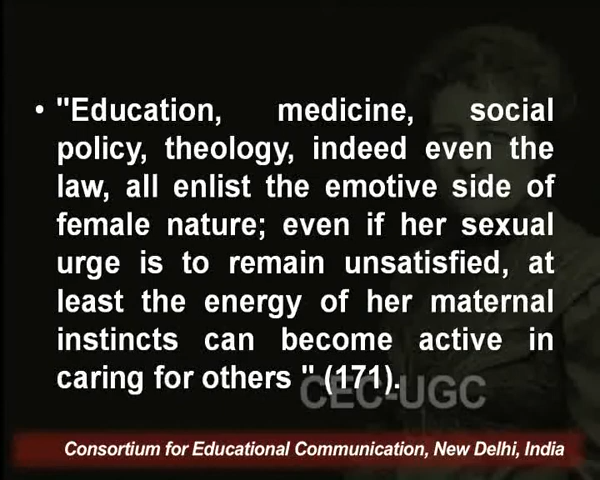 • "Education, medicine, social
policy, theology, indeed even the
law, all enlist the emotive side of
female nature; even if her sexual
urge is to remain unsatisfied, at
least the energy of her maternal
instincts can become active in
caring for others " (171).
CEC-UGC
Consortium for Educational Communication, New Delhi, India